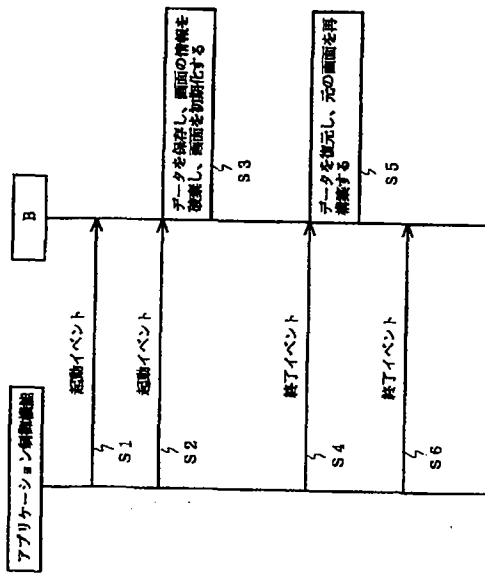 アプリケーション制御機能
B
起動イベント
S1
起動イベント
S2
データを保存し、画面の情報を
破棄し、画面を初期化する
S3
終了イベント
S4
データを復元し、元の画面を再
構築する
S5
終了イベント
S6